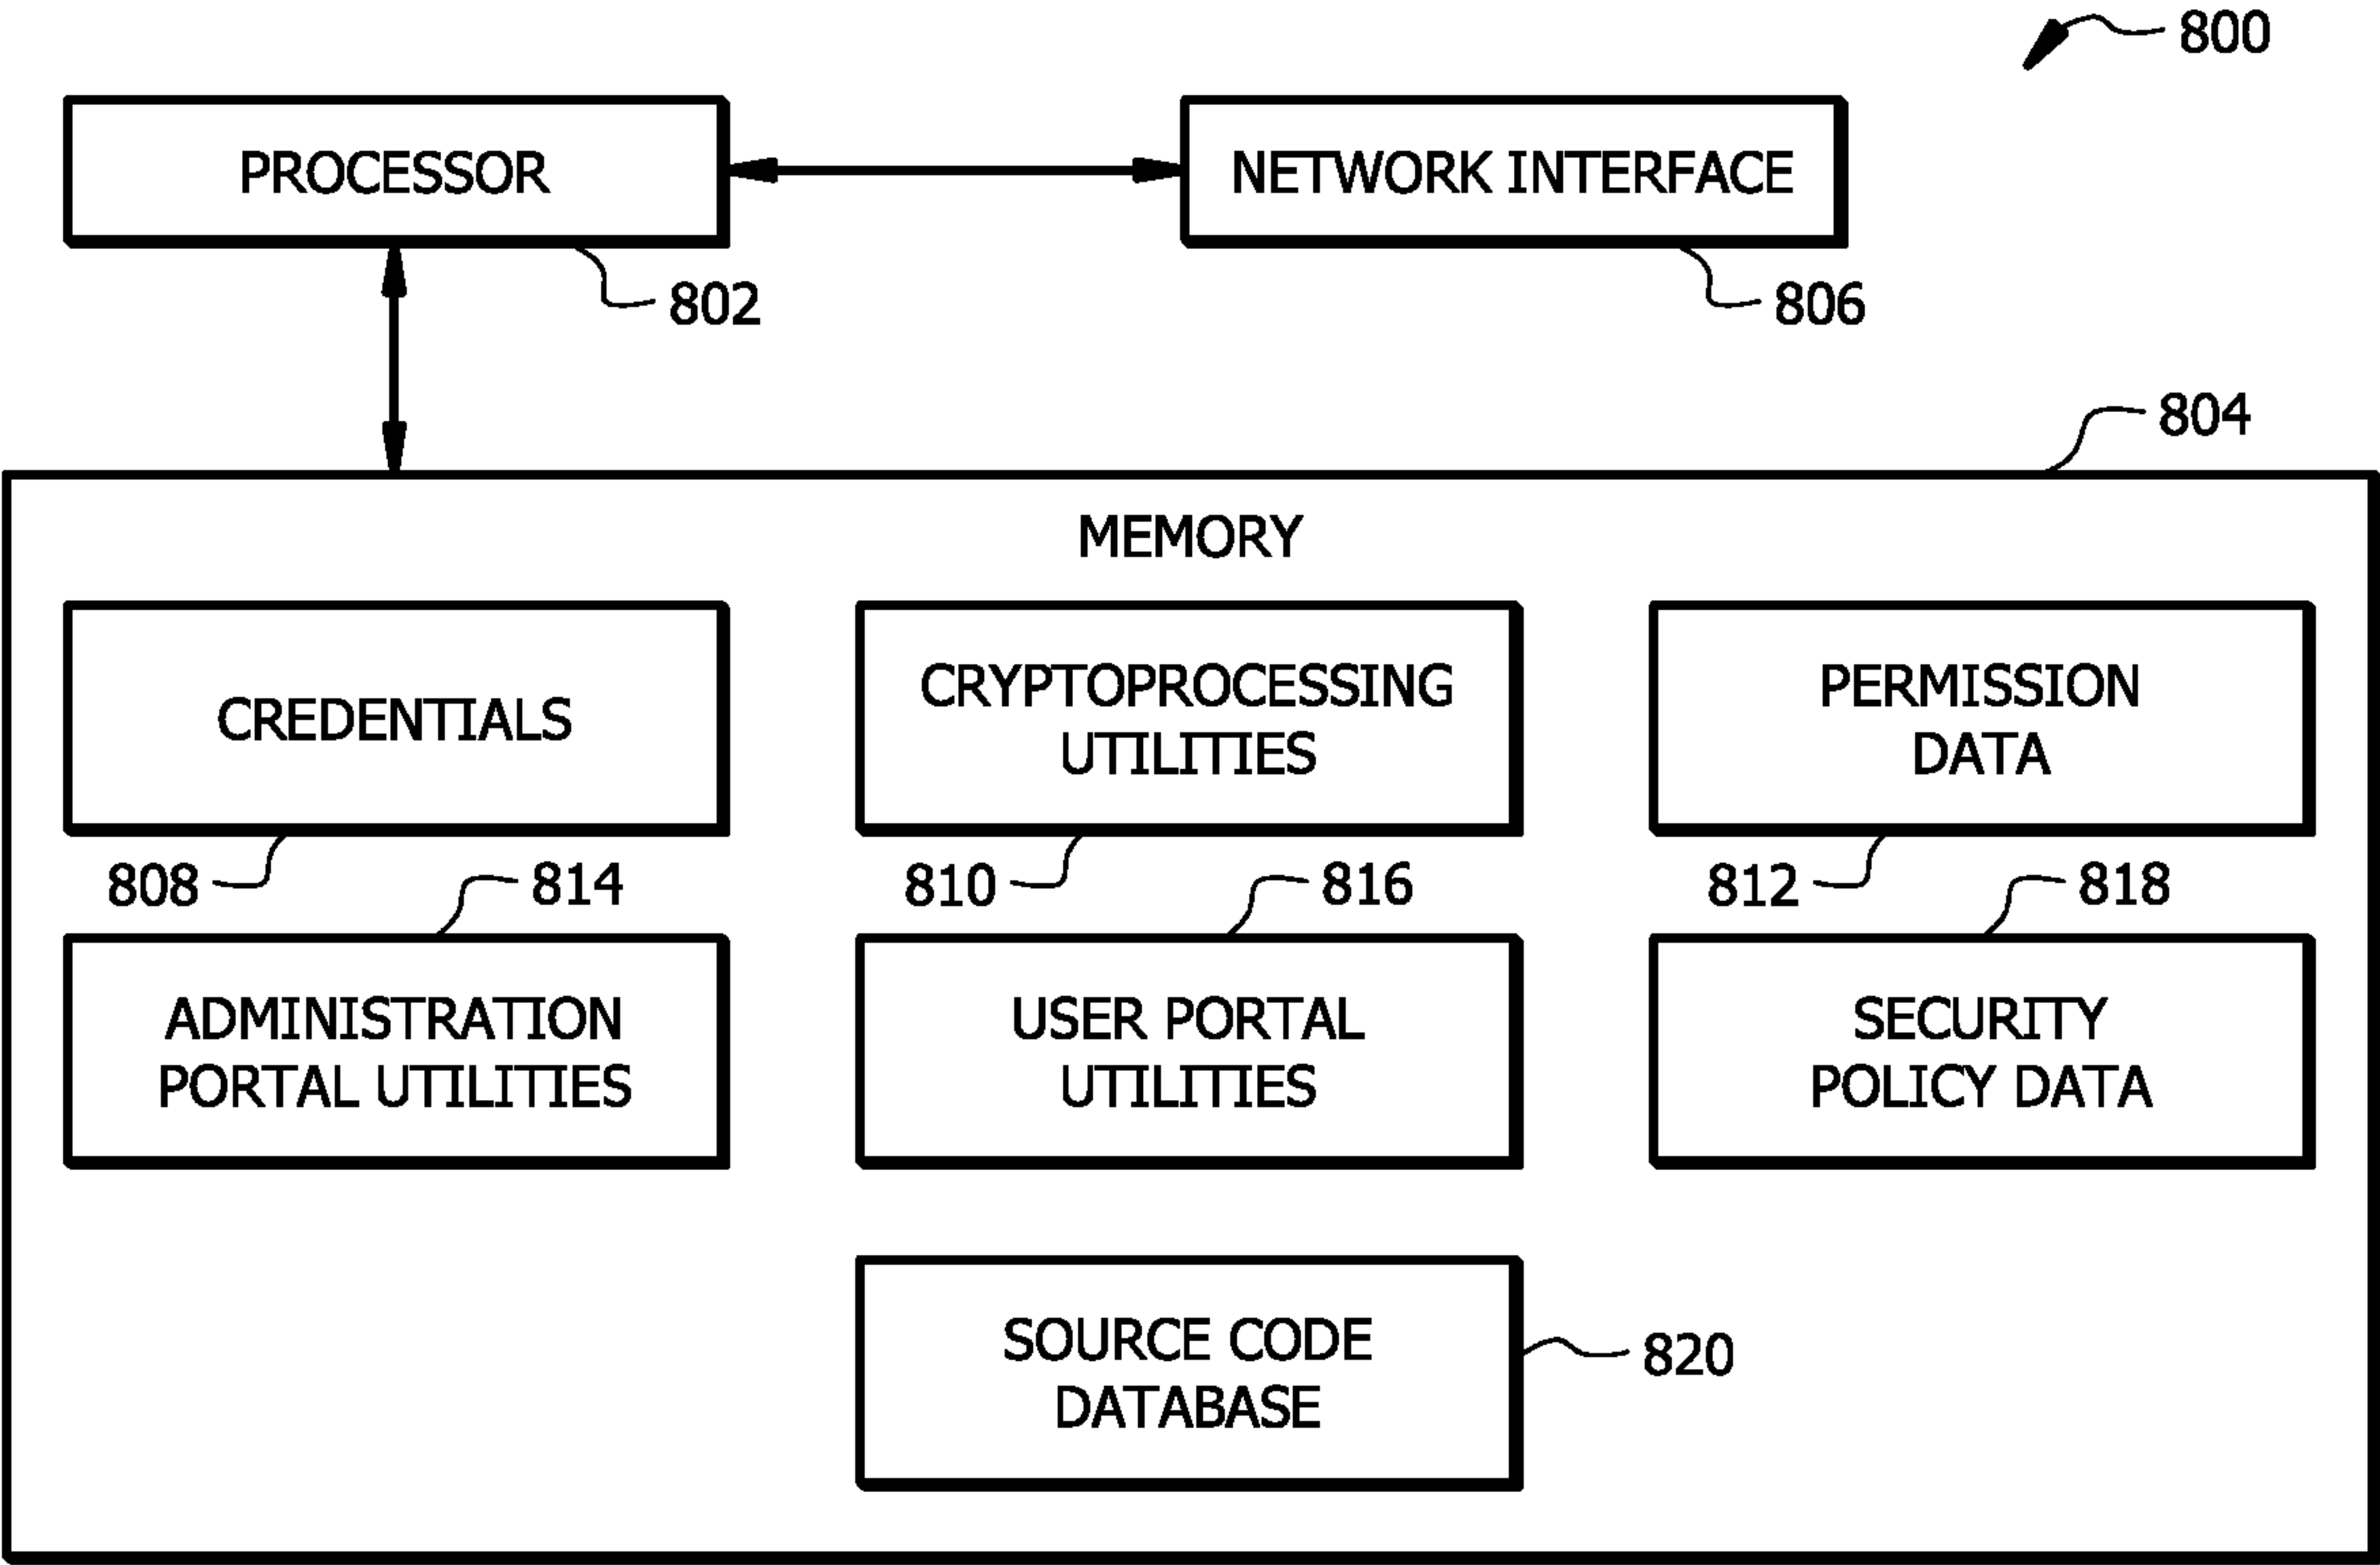 800
PROCESSOR
NETWORK INTERFACE
802
806
804
MEMORY
CREDENTIALS
CRYPTOPROCESSING
UTILITIES
PERMISSION
DATA
808
814
810
816
812
818
ADMINISTRATION
PORTAL UTILITIES
USER PORTAL
UTILITIES
SECURITY
POLICY DATA
SOURCE CODE
DATABASE
820